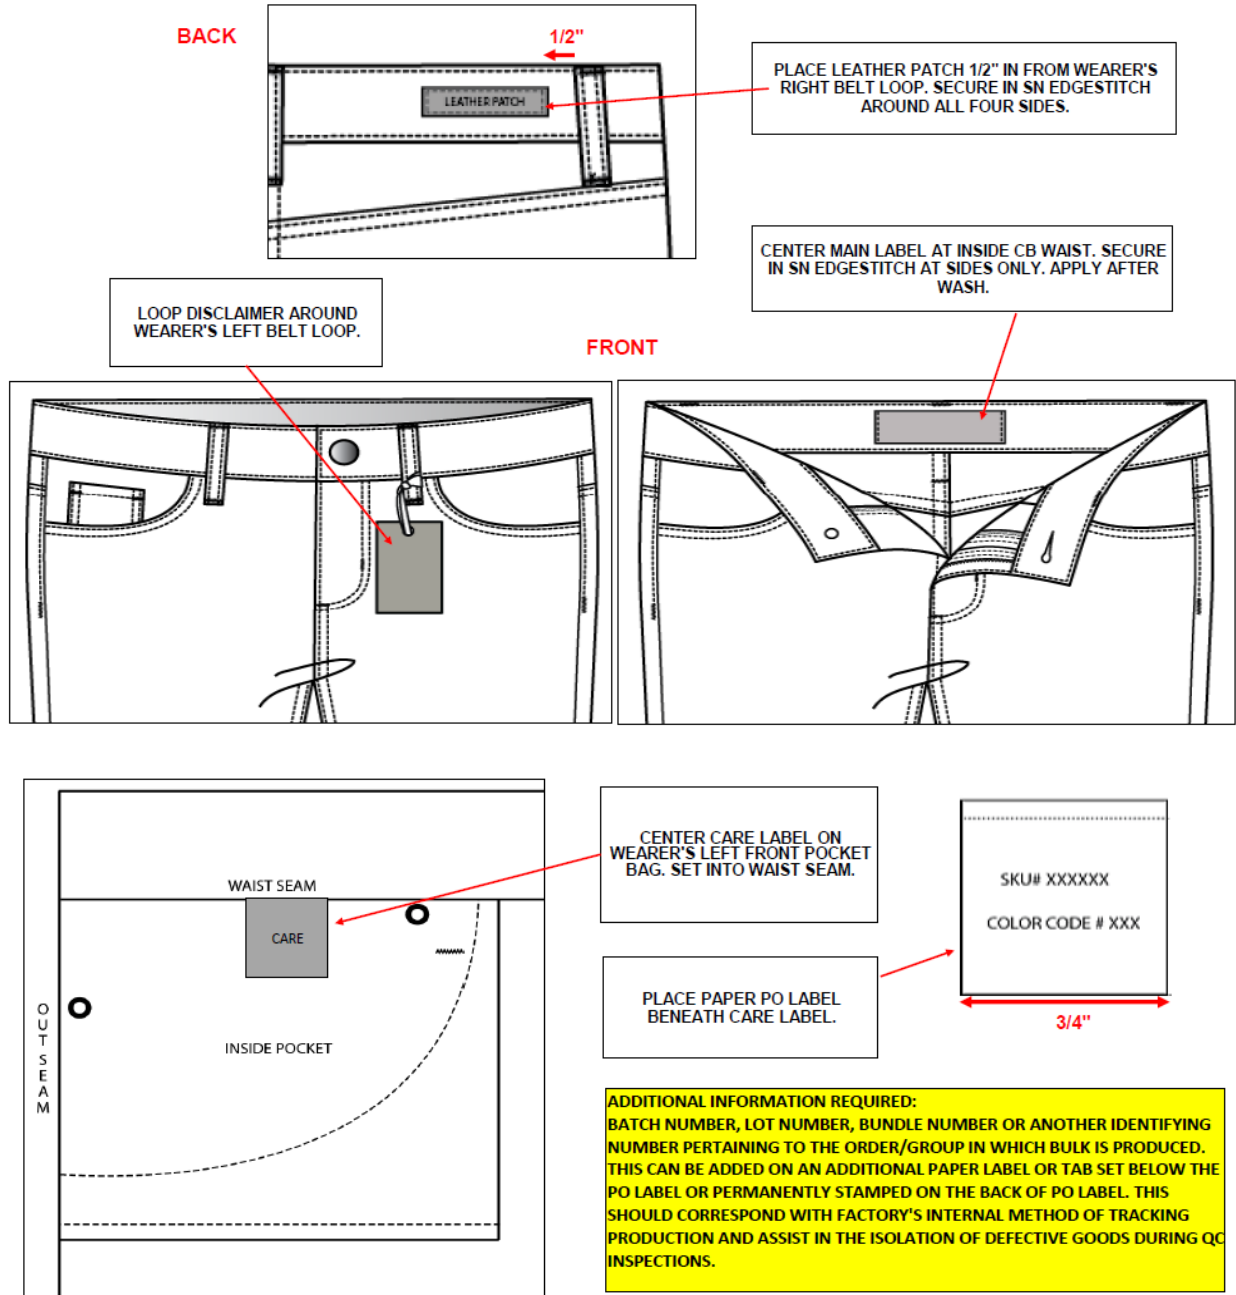 BACK
1/2"
PLACE LEATHER PATCH 1/2" IN FROM WEARER'S
RIGHT BELT LOOP. SECURE IN SN EDGESTITCH
AROUND ALL FOUR SIDES.
LEATHER PATCH
CENTER MAIN LABEL AT INSIDE CB WAIST. SECURE
IN SN EDGESTITCH AT SIDES ONLY. APPLY AFTER
WASH.
LOOP DISCLAIMER AROUND
WEARER'S LEFT BELT LOOP.
FRONT
CENTER CARE LABEL ON
WEARER'S LEFT FRONT POCKET
BAG. SET INTO WAIST SEAM.
WAIST SEAM
CARE
OUT SEAM
INSIDE POCKET
SKU# XXXXXX
COLOR CODE # XXX
3/4"
PLACE PAPER PO LABEL
BENEATH CARE LABEL.
ADDITIONAL INFORMATION REQUIRED:
BATCH NUMBER, LOT NUMBER, BUNDLE NUMBER OR ANOTHER IDENTIFYING
NUMBER PERTAINING TO THE ORDER/GROUP IN WHICH BULK IS PRODUCED.
THIS CAN BE ADDED ON AN ADDITIONAL PAPER LABEL OR TAB SET BELOW THE
PO LABEL OR PERMANENTLY STAMPED ON THE BACK OF PO LABEL. THIS
SHOULD CORRESPOND WITH FACTORY'S INTERNAL METHOD OF TRACKING
PRODUCTION AND ASSIST IN THE ISOLATION OF DEFECTIVE GOODS DURING QC
INSPECTIONS.